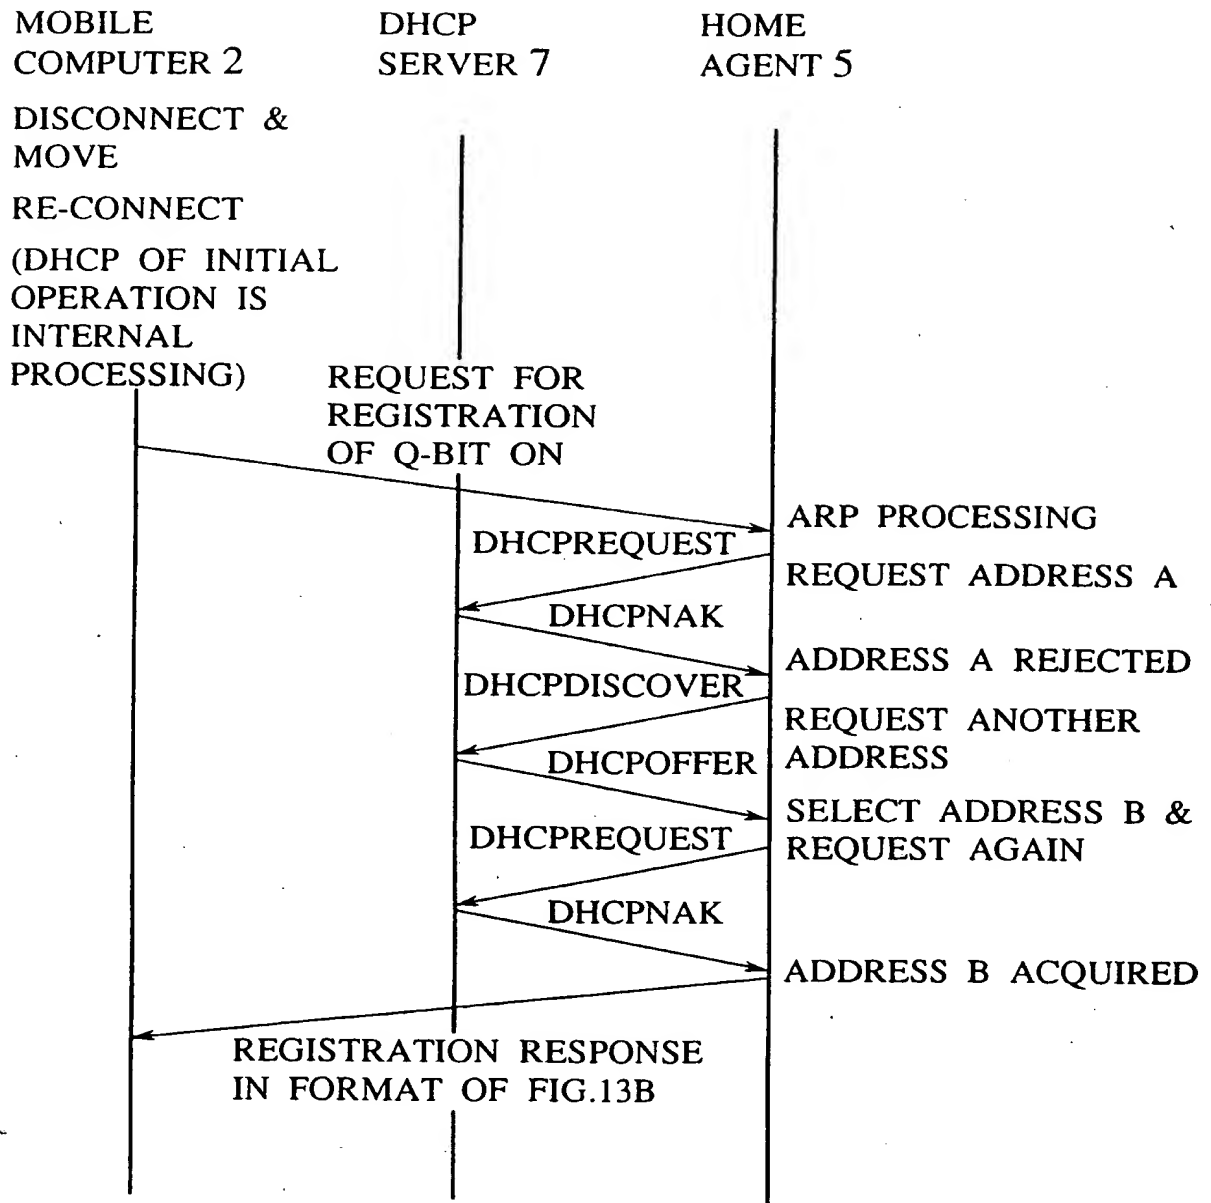 MOBILE
COMPUTER 2
DHCP
SERVER 7
HOME
AGENT 5
DISCONNECT &
MOVE
RE-CONNECT
(DHCP OF INITIAL
OPERATION IS
INTERNAL
PROCESSING)
REQUEST FOR
REGISTRATION
OF Q-BIT ON
ARP PROCESSING
DHCPREQUEST
REQUEST ADDRESS A
DHCPNAK
ADDRESS A REJECTED
DHCPDISCOVER
REQUEST ANOTHER
ADDRESS
DHCPOFFER
SELECT ADDRESS B &
REQUEST AGAIN
DHCPREQUEST
DHCPNAK
ADDRESS B ACQUIRED
REGISTRATION RESPONSE
IN FORMAT OF FIG.13B